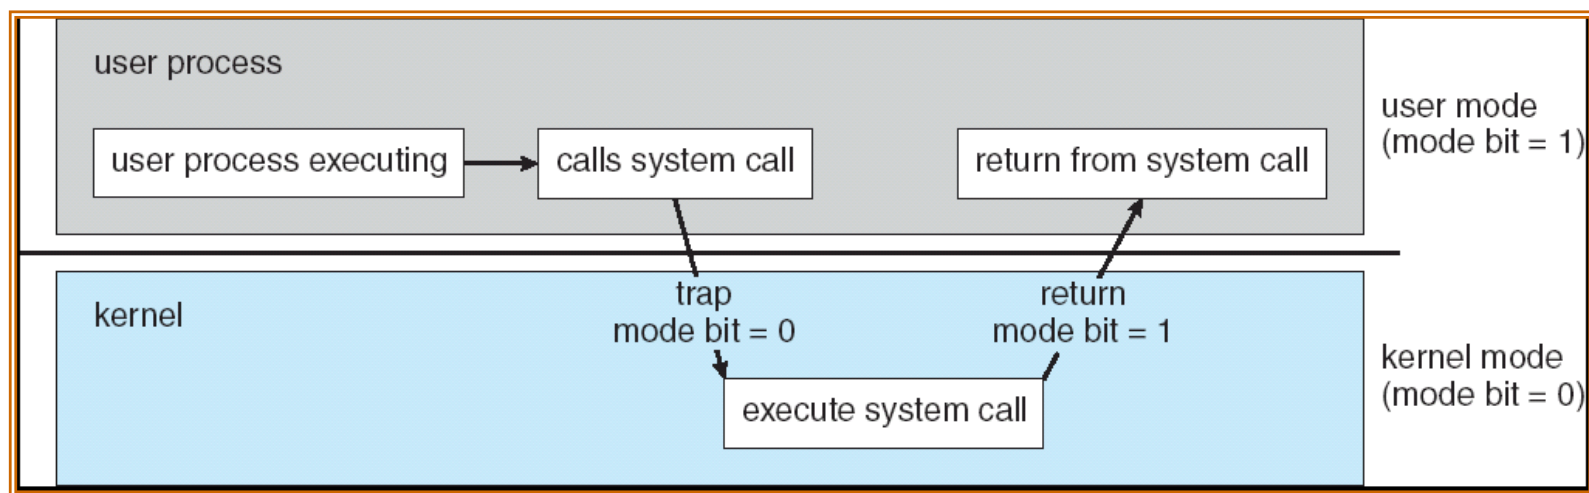 user process
user process executing
calls system call
return from system call
user mode
(mode bit = 1)
kernel
trap
mode bit = 0
return
mode bit = 1
execute system call
kernel mode
(mode bit = 0)